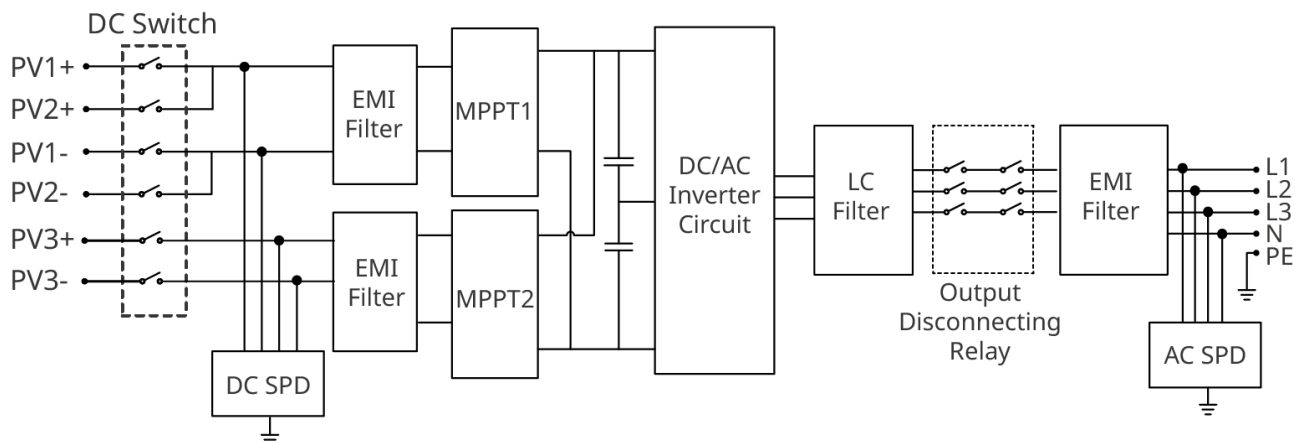 DC Switch
PV1+
PV2+
PV1-
PV2-
PV3+
PV3-
EMI
Filter
MPPT1
EMI
Filter
MPPT2
DC SPD
DC/AC
Inverter
Circuit
LC
Filter
Output
Disconnecting
Relay
EMI
Filter
L1
L2
L3
N
PE
AC SPD